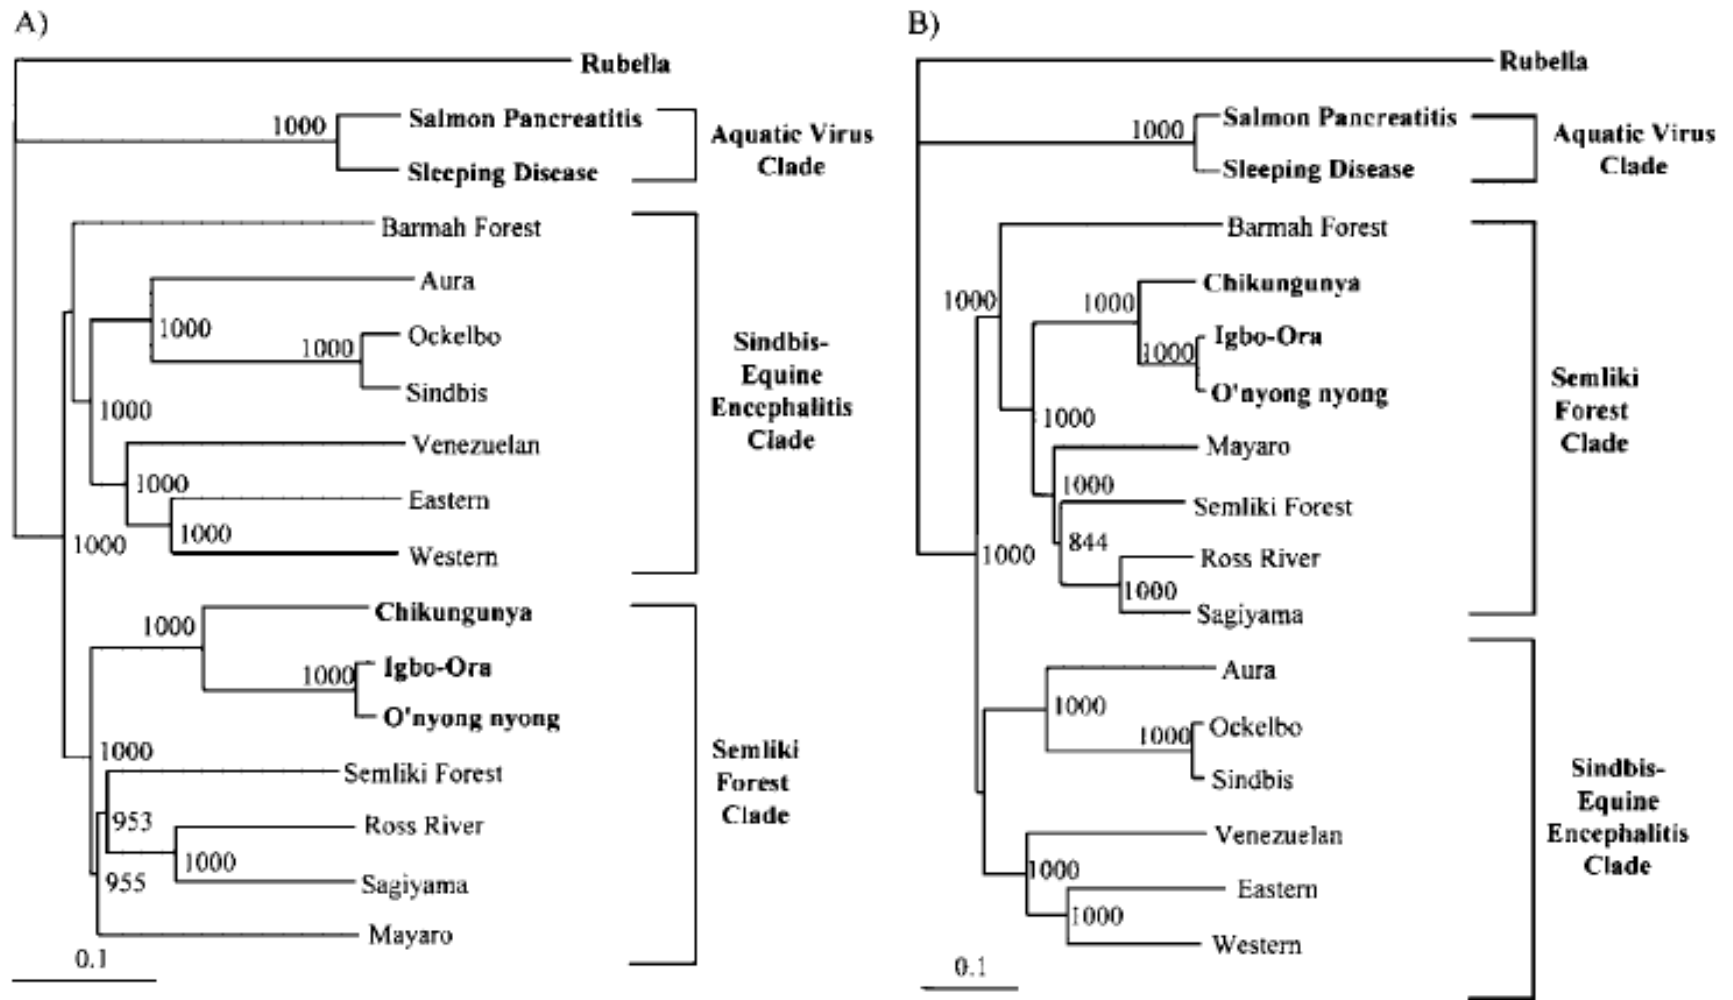 A)
Rubella
1000
Salmon Pancreatitis
Sleeping Disease
Aquatic Virus
Clade
Barmah Forest
Aura
1000
Ockelbo
1000
Sindbis
1000
Venezuelan
1000
Eastern
1000
Western
1000
Sindbis-
Equine
Encephalitis
Clade
Chikungunya
1000
Igbo-Ora
1000
O'nyong nyong
1000
Semliki Forest
953
Ross River
1000
Sagiyama
955
Mayaro
Semliki
Forest
Clade
0.1
B)
Rubella
1000
Salmon Pancreatitis
Sleeping Disease
Aquatic Virus
Clade
Barmah Forest
1000
Chikungunya
1000
Igbo-Ora
1000
O'nyong nyong
1000
Mayaro
1000
Semliki Forest
844
Ross River
1000
Sagiyama
1000
Semliki
Forest
Clade
Aura
1000
Ockelbo
1000
Sindbis
Venezuelan
1000
Eastern
1000
Western
Sindbis-
Equine
Encephalitis
Clade
0.1